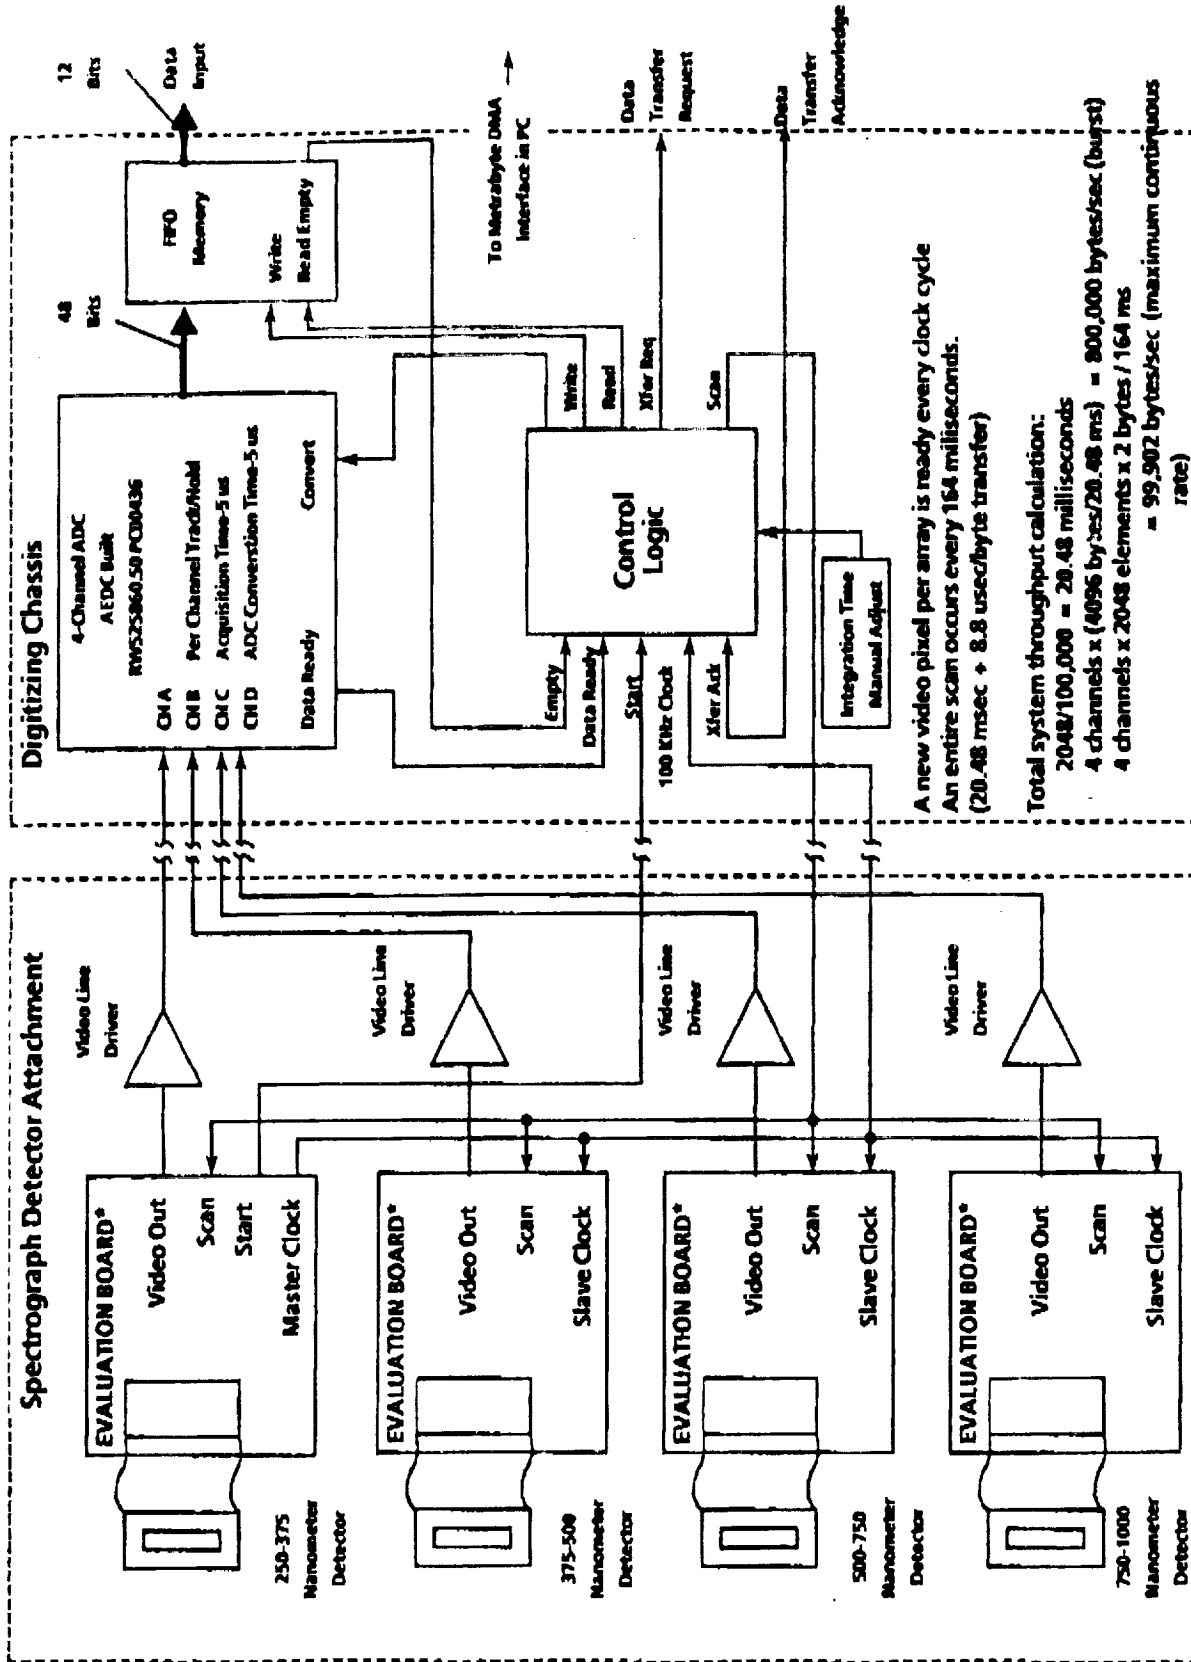 Spectrograph Detector Attachment
250-375
Nanometer
Detector
EVALUATION BOARD*
Video Out
Scan
Start
Master Clock
Video Line
Driver
375-500
Nanometer
Detector
EVALUATION BOARD*
Video Out
Scan
Slave Clock
Video Line
Driver
500-750
Nanometer
Detector
EVALUATION BOARD*
Video Out
Scan
Slave Clock
Video Line
Driver
750-1000
Nanometer
Detector
EVALUATION BOARD*
Video Out
Scan
Slave Clock
Video Line
Driver
Digitizing Chassis
4-Channel ADC
AEDC Built
RWS25860.50 PCD0436
CH A
CH B Per Channel Track/Hold
CH C Acquisition Time-5 us
CH D ADC Converstion Time-5 us
Data Ready
Convert
48
Bits
FIFO
Memory
Write
Read Empty
12
Bits
Data
Input
To Metrabyte DMA
Interface in PC
Empty
Data Ready
Start
100 KHz Clock
Xfer Ack
Control
Logic
Write
Read
Xfer Req
Scan
Data
Transfer
Request
Data
Transfer
Acknowledge
Integration Time
Manual Adjust
A new video pixel per array is ready every clock cycle
An entire scan occurs every 164 miliseconds.
(20.48 msec + 8.8 usec/byte transfer)
Total system throughput calculation:
2048/100,000 = 20.48 milliseconds
4 channels x (4096 bytes/20.48 ms) = 800,000 bytes/sec (burst)
4 channels x 2048 elements x 2 bytes / 164 ms
= 99,902 bytes/sec (maximum continuous
rate)